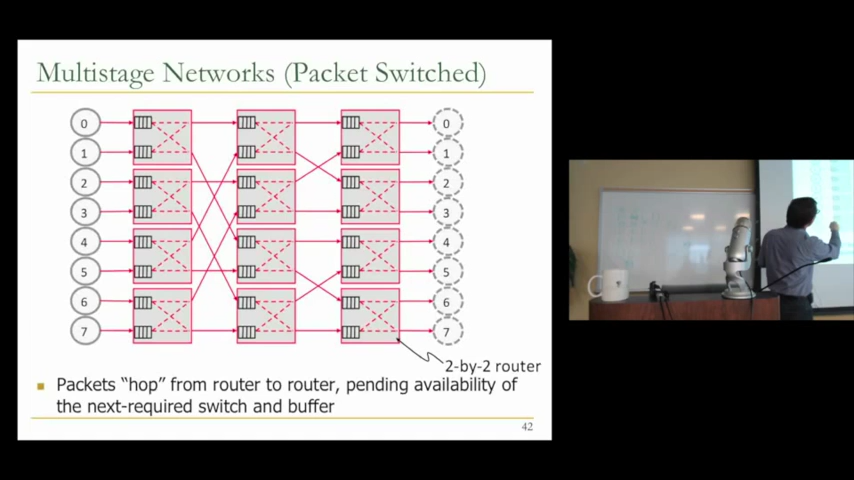 Multistage Networks (Packet Switched)
0 0
1 1
2 2
3 3
4 4
5 5
6 6
7 7
2-by-2 router
Packets “hop” from router to router, pending availability of
the next-required switch and buffer
42